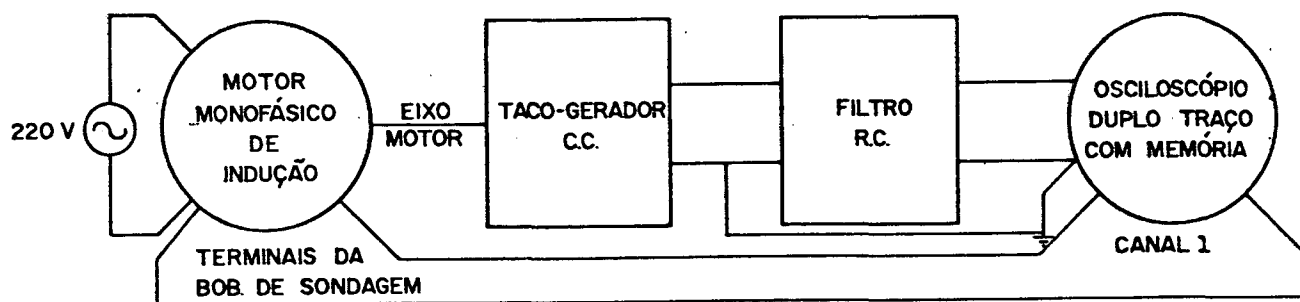 220 V
MOTOR
MONOFÁSICO
DE
INDUÇÃO
EIXO
MOTOR
TACO-GERADOR
C.C.
FILTRO
R.C.
OSCILOSCÓPIO
DUPLO TRAÇO
COM MEMÓRIA
TERMINAIS DA
BOB. DE SONDAGEM
CANAL 1